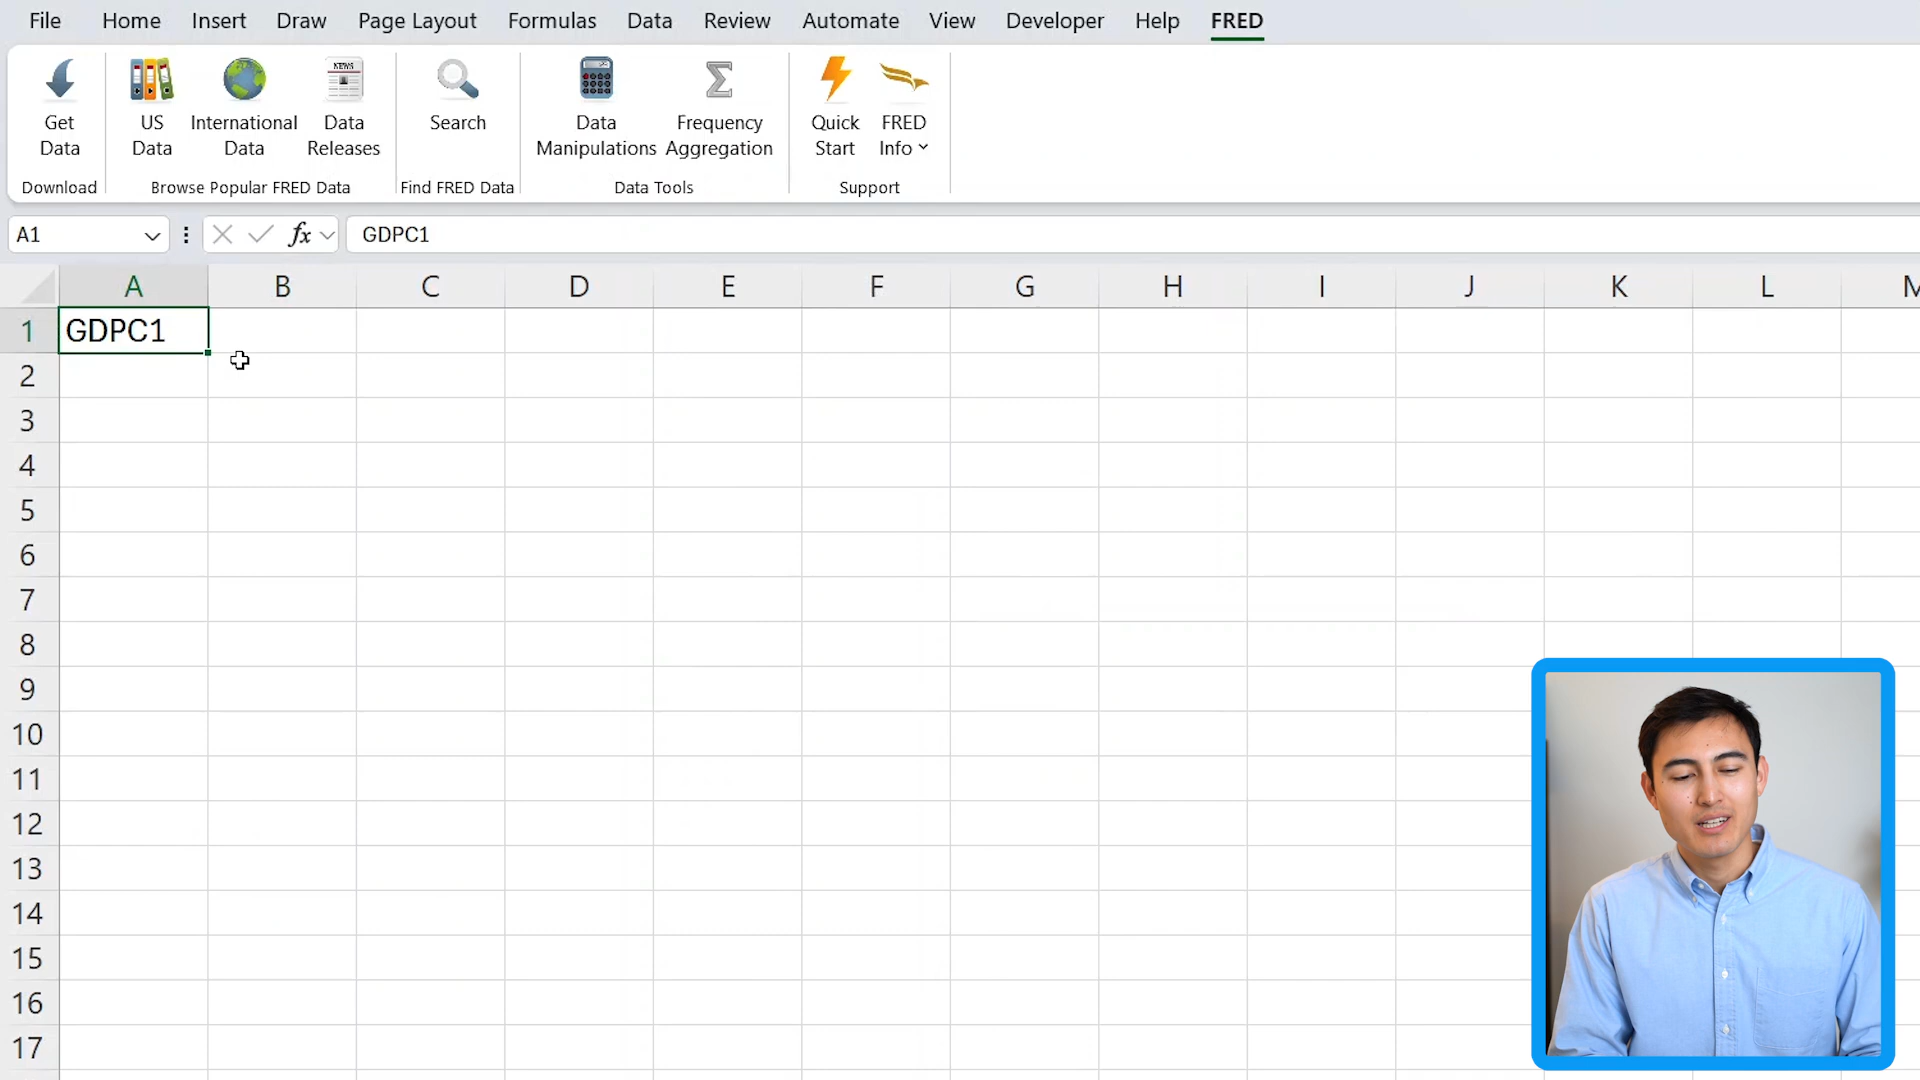 File Home Insert Draw Page Layout Formulas Data Review Automate View Developer Help FRED
Get Data
US Data
International Data
Data Releases
Search
Data Manipulations
Frequency Aggregation
Quick Start
FRED Info
Download
Browse Popular FRED Data
Find FRED Data
Data Tools
Support
A1 fx GDPC1
A B C D E F G H I J K L M
1 GDPC1
2
3
4
5
6
7
8
9
10
11
12
13
14
15
16
17